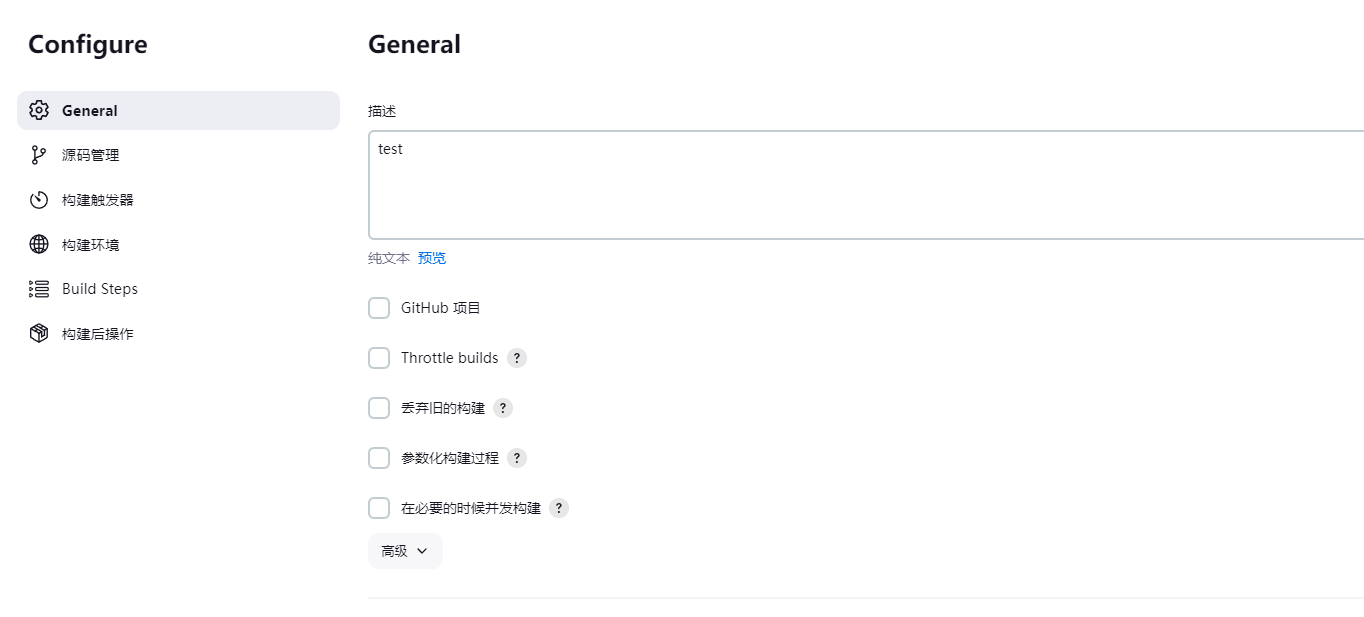 Configure
General
源码管理
构建触发器
构建环境
Build Steps
构建后操作
General
描述
test
纯文本 预览
GitHub 项目
Throttle builds ?
丢弃旧的构建 ?
参数化构建过程 ?
在必要的时候并发构建 ?
高级